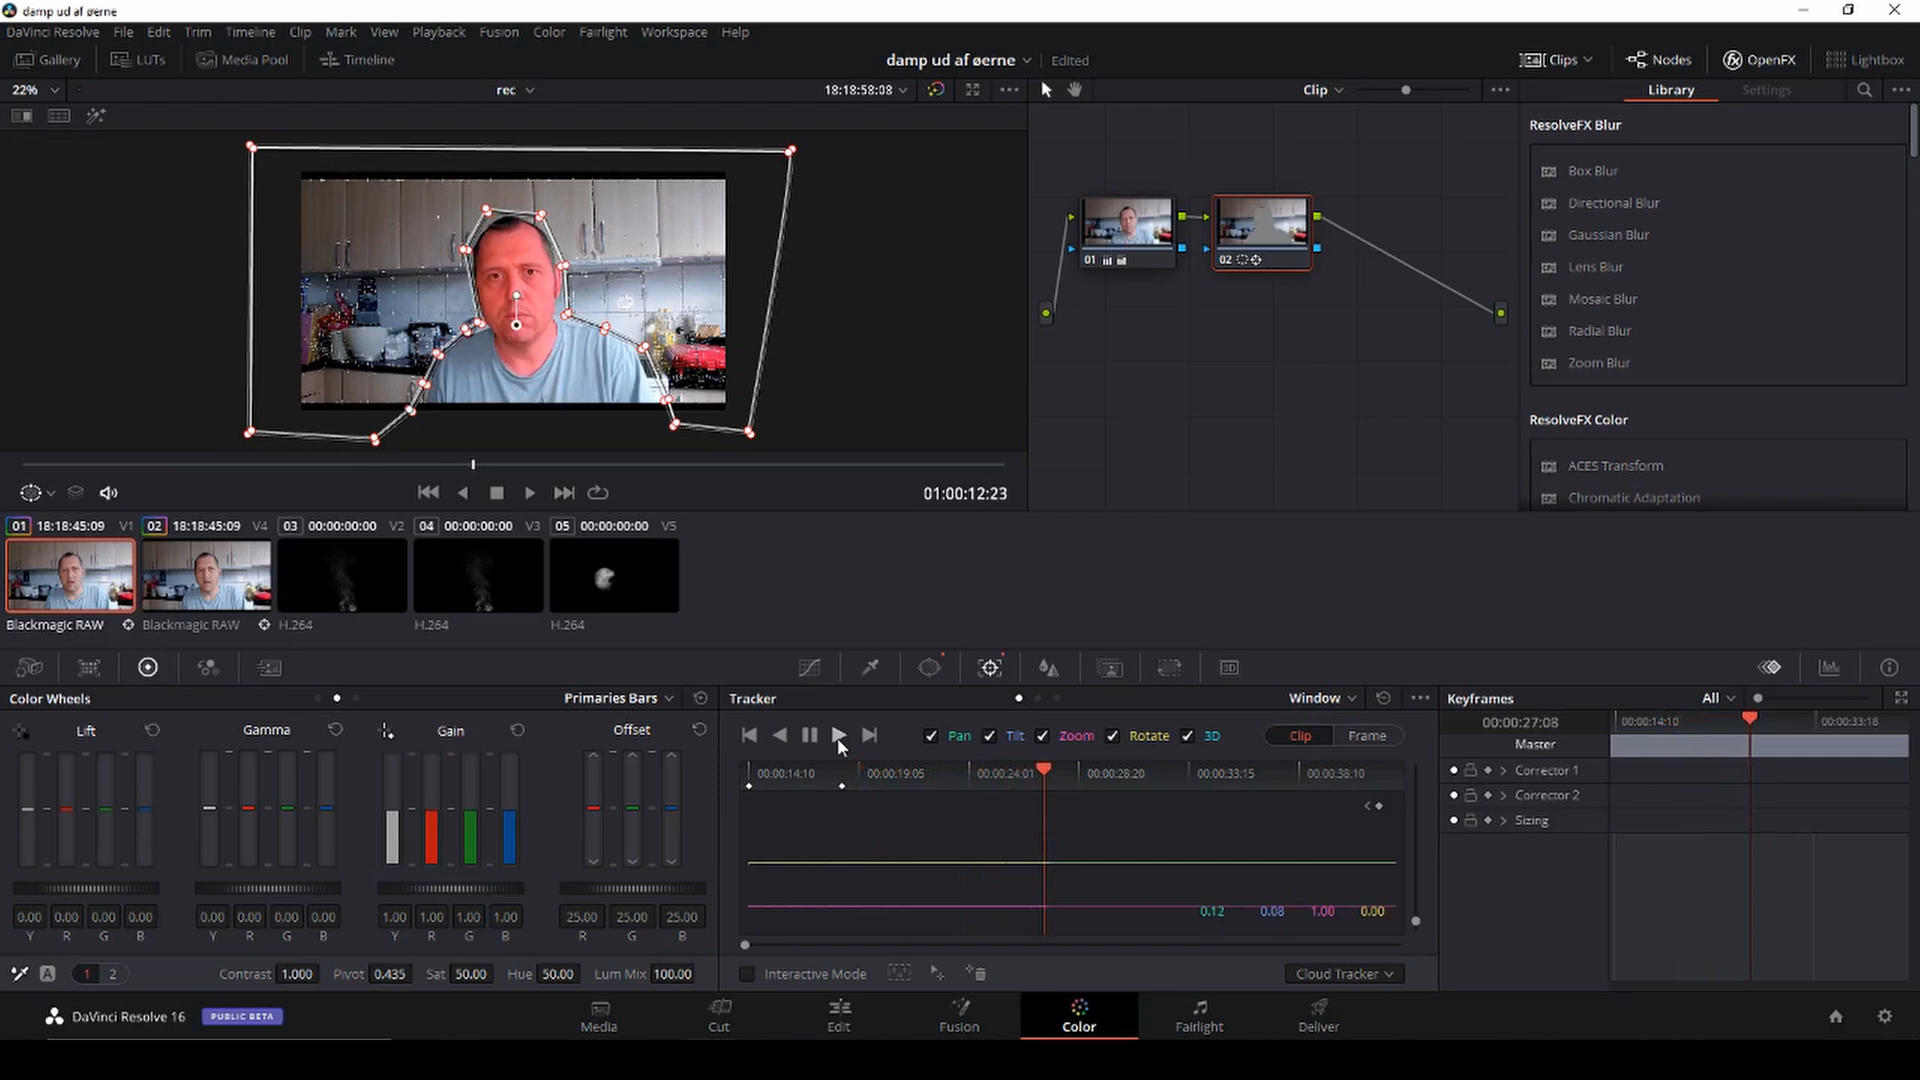 damp ud af øerne
DaVinci Resolve File Edit Trim Timeline Clip Mark View Playback Fusion Color Fairlight Workspace Help
Gallery LUTs Media Pool Timeline damp ud af øerne Edited Clips Nodes OpenFX Lightbox
22% rec 18:18:58:08 Clip Library Settings
ResolveFX Blur
Box Blur
Directional Blur
Gaussian Blur
Lens Blur
Mosaic Blur
Radial Blur
Zoom Blur
ResolveFX Color
ACES Transform
Chromatic Adaptation
01 02
01:00:12:23
01 18:18:45:09 V1 02 18:18:45:09 V4 03 00:00:00:00 V2 04 00:00:00:00 V3 05 00:00:00:00 V5
Blackmagic RAW Blackmagic RAW H.264 H.264 H.264
3D
Color Wheels Primaries Bars Tracker Window Keyframes All
Lift Gamma Gain Offset
Pan Tilt Zoom Rotate 3D Clip Frame
00:00:27:08 00:00:14:10 00:00:33:18
Master
00:00:14:10 00:00:19:05 00:00:24:01 00:00:28:20 00:00:33:15 00:00:38:10
Corrector 1
Corrector 2
Sizing
0.00 0.00 0.00 0.00 0.00 0.00 0.00 0.00 1.00 1.00 1.00 1.00 25.00 25.00 25.00
Y R G B Y R G B Y R G B R G B
0.12 0.08 1.00 0.00
A 1 2 Contrast 1.000 Pivot 0.435 Sat 50.00 Hue 50.00 Lum Mix 100.00
Interactive Mode Cloud Tracker
DaVinci Resolve 16 PUBLIC BETA
Media Cut Edit Fusion Color Fairlight Deliver